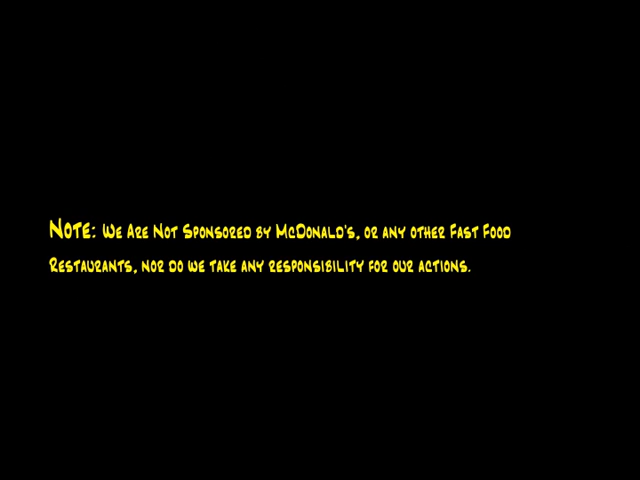 Note: We Are Not Sponsored by McDonald's, or any other Fast Food
Restaurants, nor do we take any responsibility for our actions.